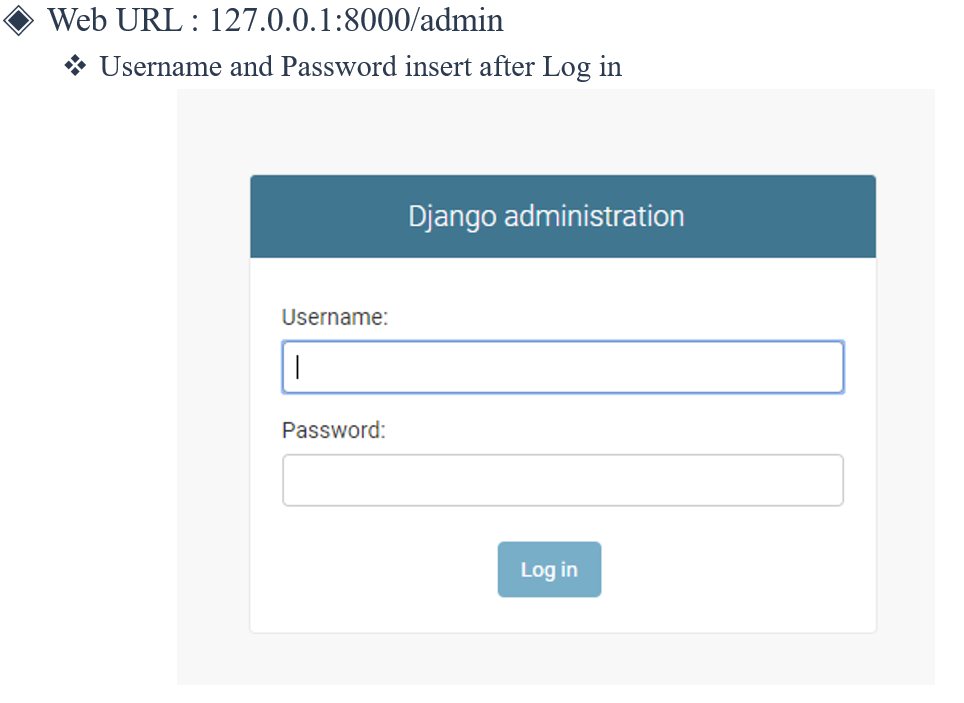 Web URL : 127.0.0.1:8000/admin
Username and Password insert after Log in
Django administration
Username:
Password:
Log in